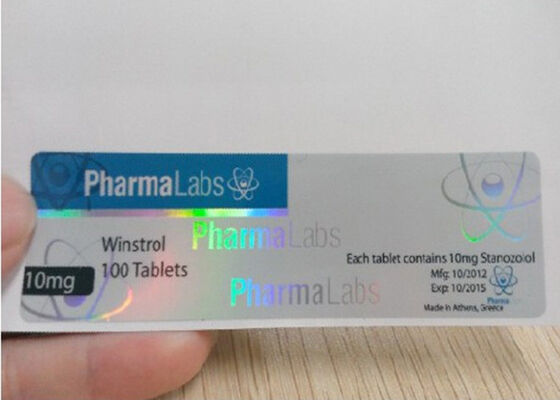 PharmaLabs
Winstrol
100 Tablets
10mg
PharmaLabs
PharmaLabs
Each tablet contains 10mg Stanozolol
Mfg: 10/2012
Exp: 10/2015
Pharma
Made in Athens, Greece